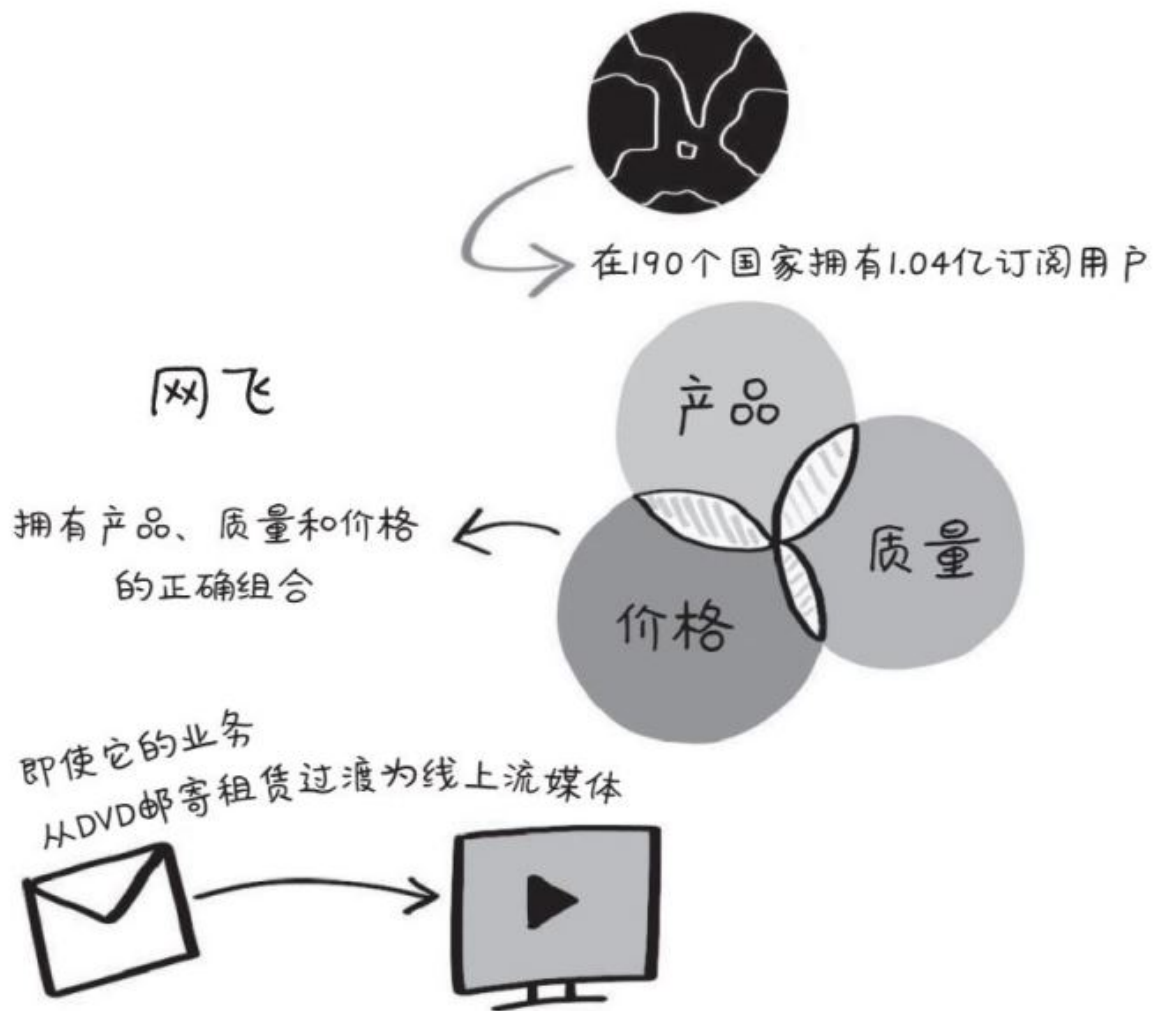 在190个国家拥有1.04亿订阅用户
网飞
产品
质量
价格
拥有产品、质量和价格
的正确组合
即使它的业务
从DVD邮寄租赁过渡为线上流媒体